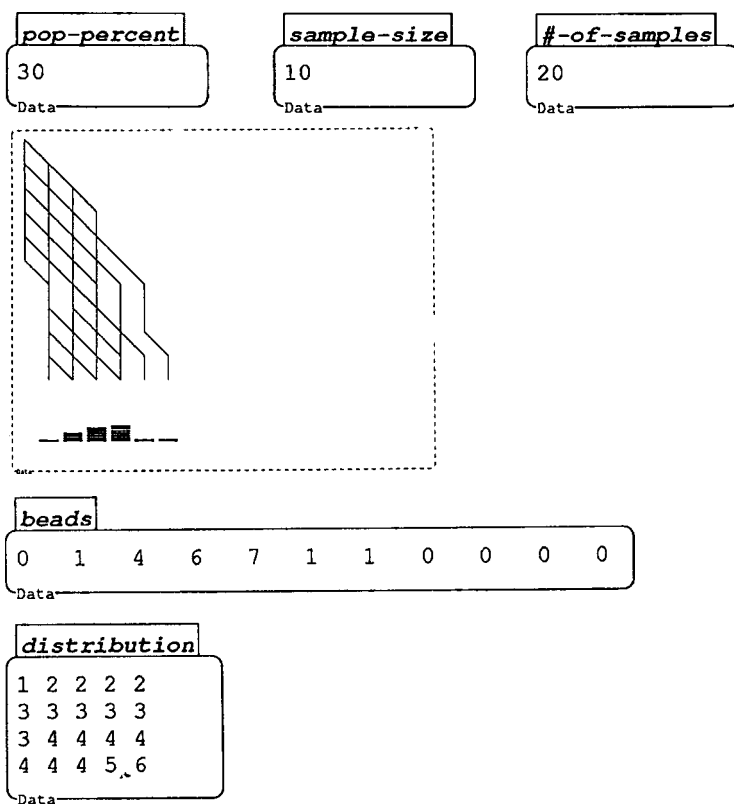 pop-percent
sample-size
#-of-samples
30
10
20
Data
Data
Data
Data
beads
0 1 4 6 7 1 1 0 0 0 0
Data
distribution
1 2 2 2 2
3 3 3 3 3
3 4 4 4 4
4 4 4 5 6
Data